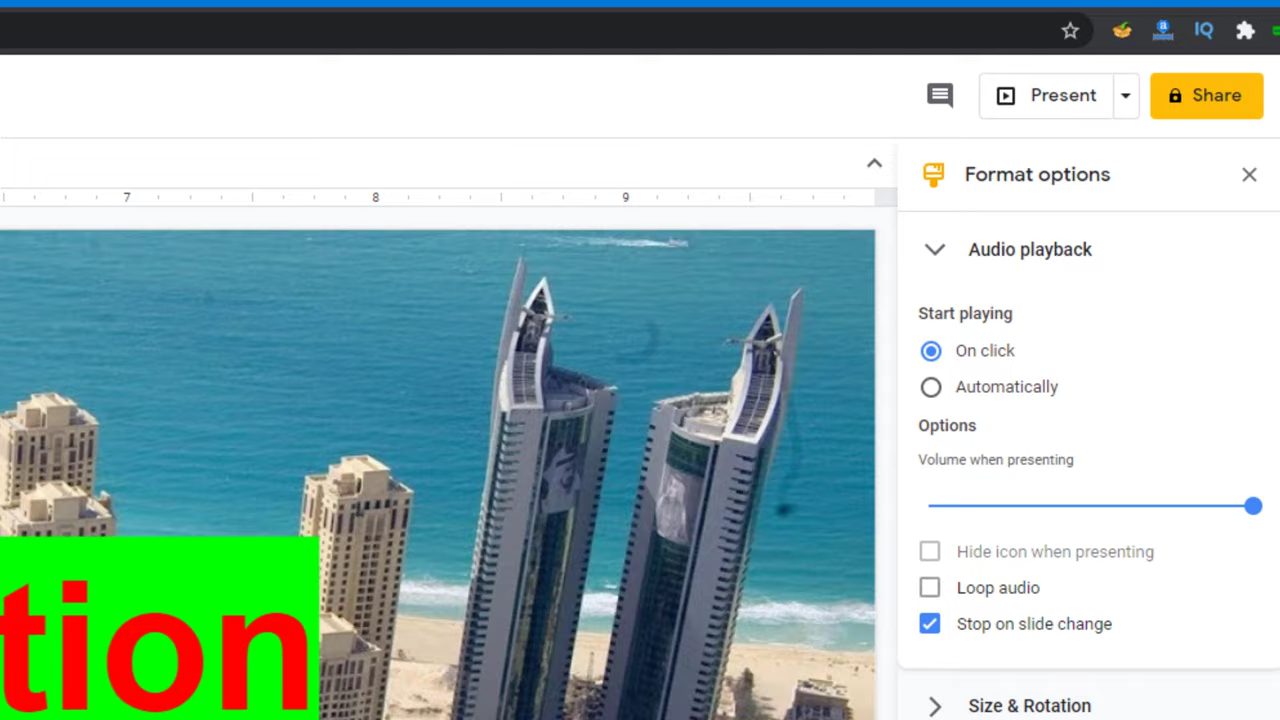 IQ
Present
Share
7 8 9
Format options
Audio playback
Start playing
On click
Automatically
Options
Volume when presenting
Hide icon when presenting
Loop audio
Stop on slide change
tion
Size & Rotation